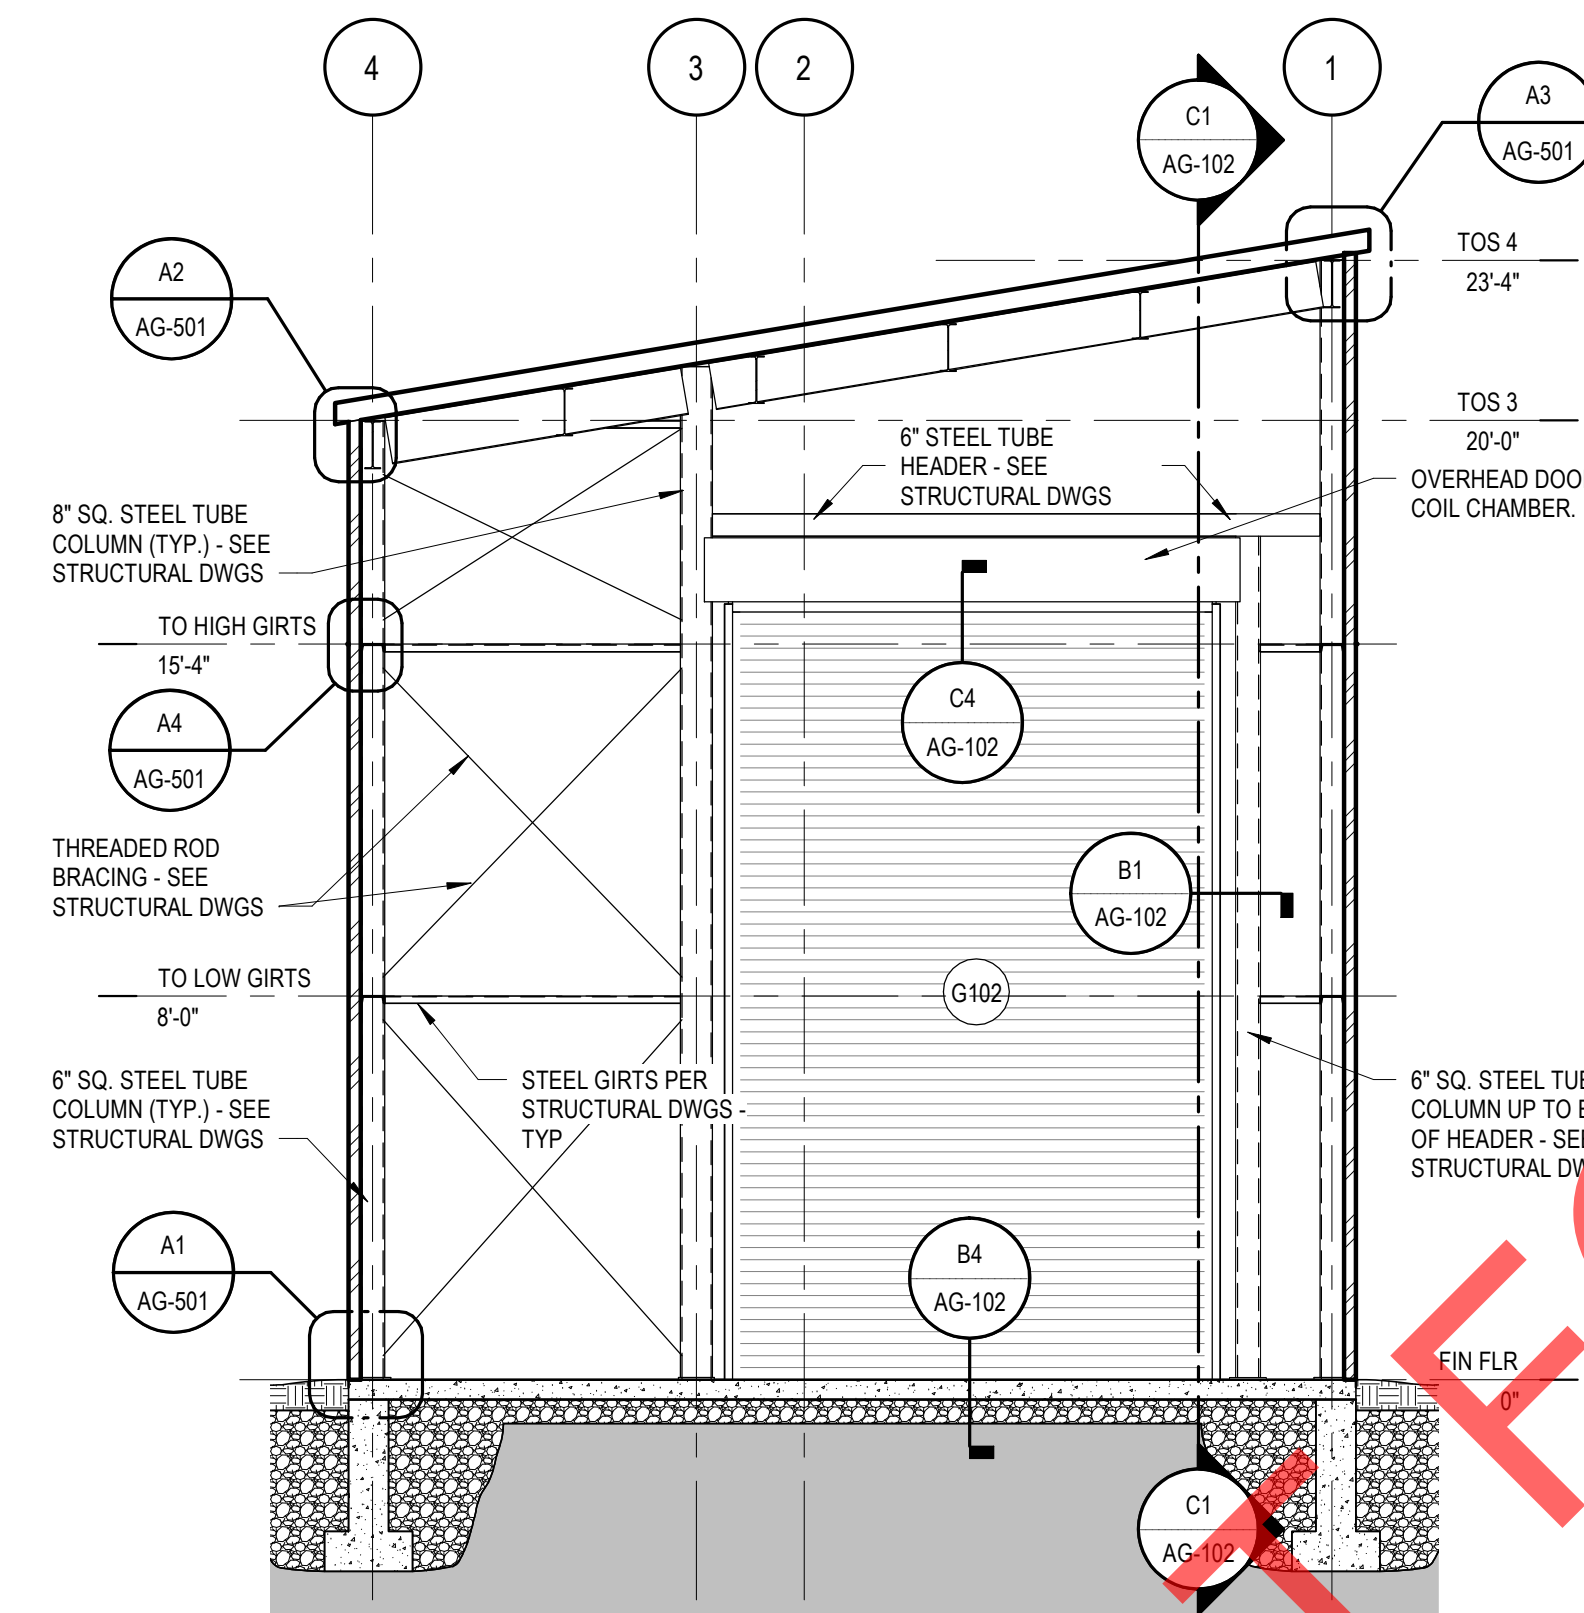 4
3
2
1
C1
AG-102
A3
AG-501
A2
AG-501
TOS 4
23'-4"
TOS 3
20'-0"
6" STEEL TUBE
HEADER - SEE
STRUCTURAL DWGS
OVERHEAD DOO
COIL CHAMBER.
8" SQ. STEEL TUBE
COLUMN (TYP.) - SEE
STRUCTURAL DWGS
TO HIGH GIRTS
15'-4"
A4
AG-501
C4
AG-102
THREADED ROD
BRACING - SEE
STRUCTURAL DWGS
B1
AG-102
TO LOW GIRTS
8'-0"
G102
6" SQ. STEEL TUBE
COLUMN (TYP.) - SEE
STRUCTURAL DWGS
STEEL GIRTS PER
STRUCTURAL DWGS -
TYP
6" SQ. STEEL TU
COLUMN UP TO
OF HEADER - SEE
STRUCTURAL DW
A1
AG-501
B4
AG-102
FIN FLR
0"
C1
AG-102